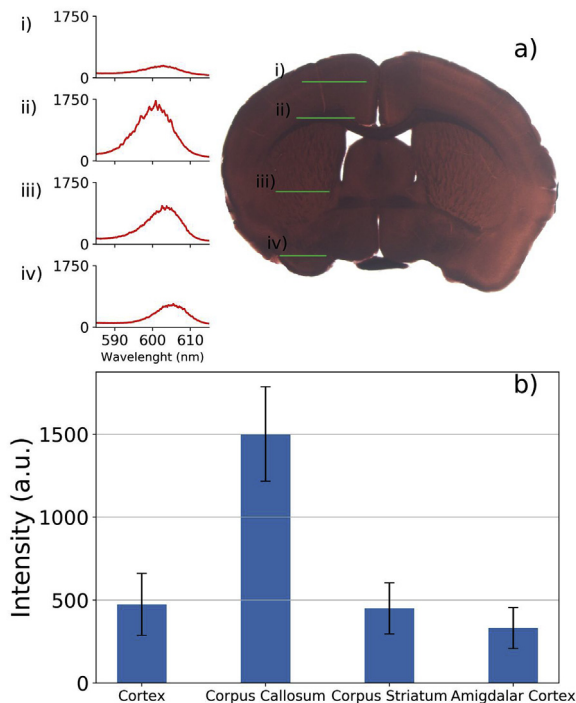 i)
1750
0
ii)
1750
0
iii)
1750
0
iv)
1750
0
590 600 610
Wavelenght (nm)
a)
i)
ii)
iii)
iv)
b)
Intensity (a.u.)
1500
1000
500
0
Cortex Corpus Callosum Corpus Striatum Amigdalar Cortex